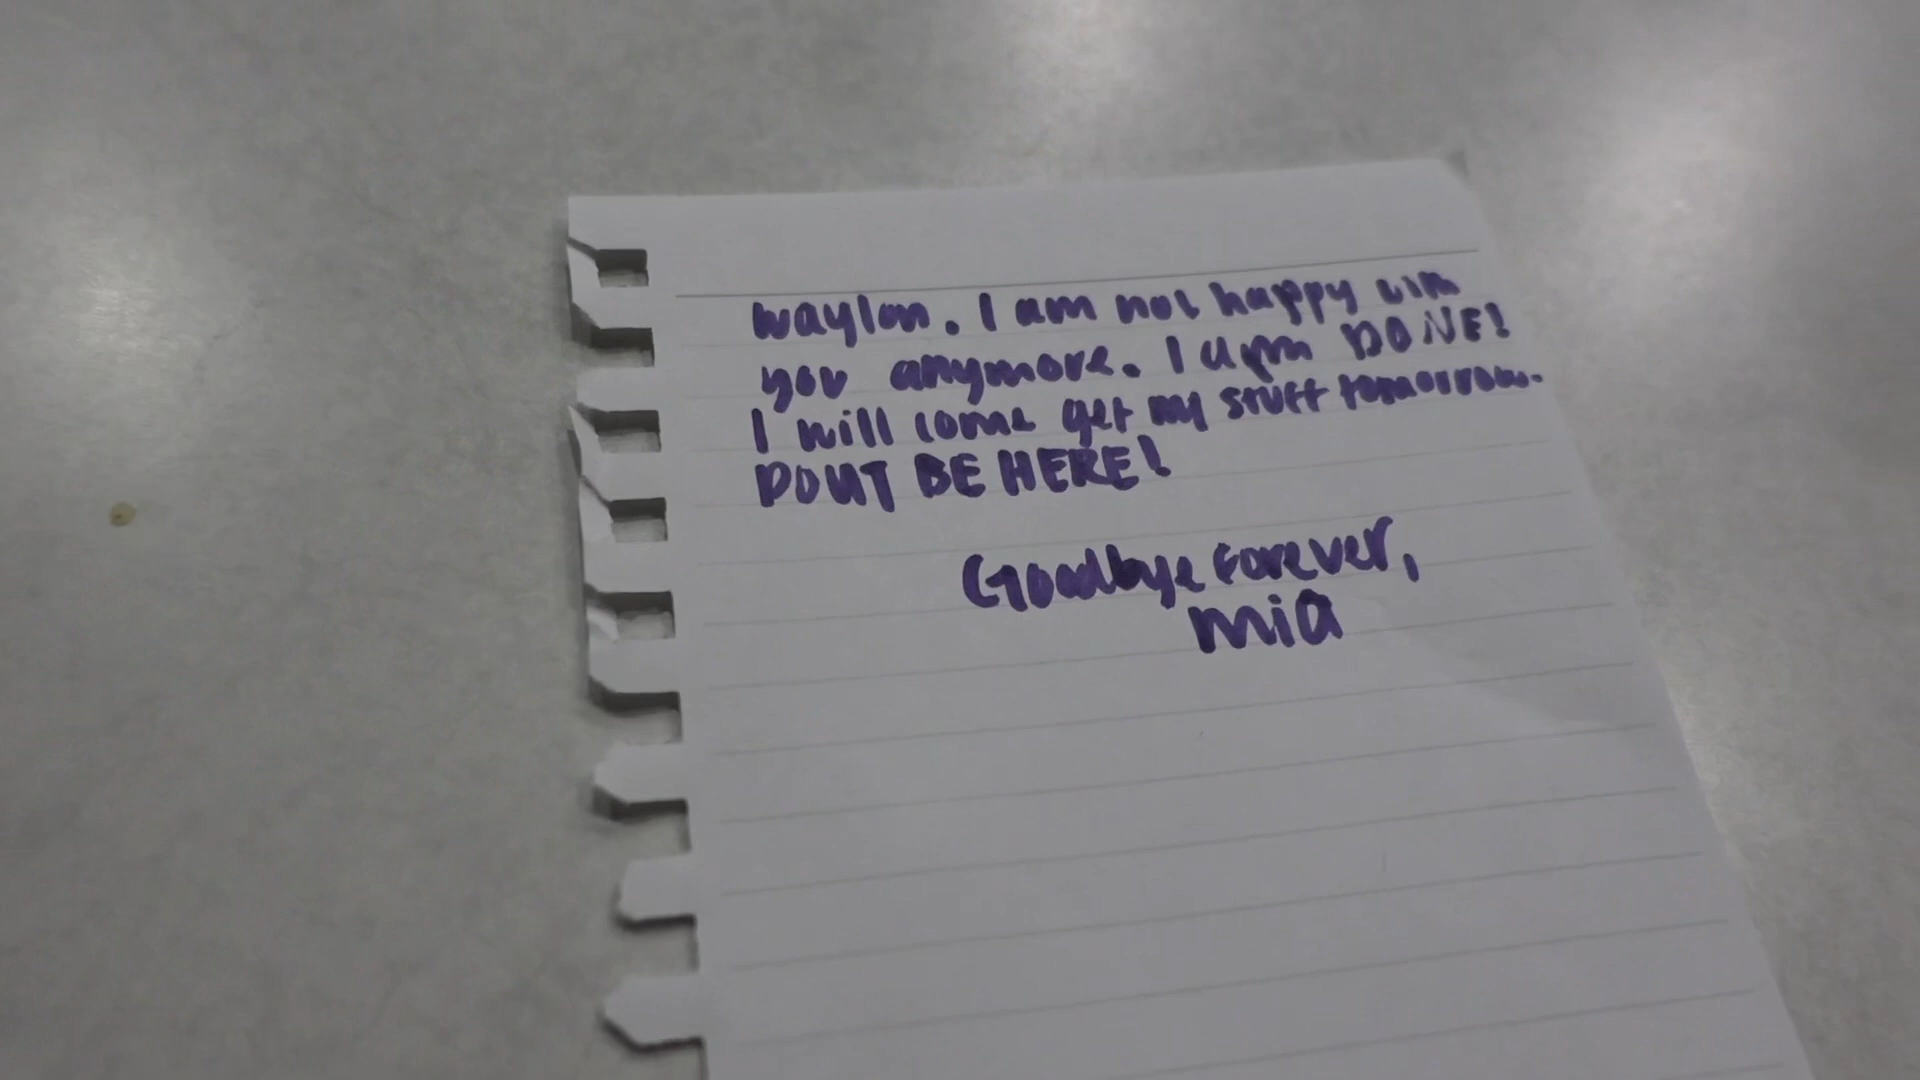 waylon. I am not happy with
you anymore. I am DONE!
I will come get my stuff tomorrow.
DONT BE HERE!
Goodbye Forever,
mia